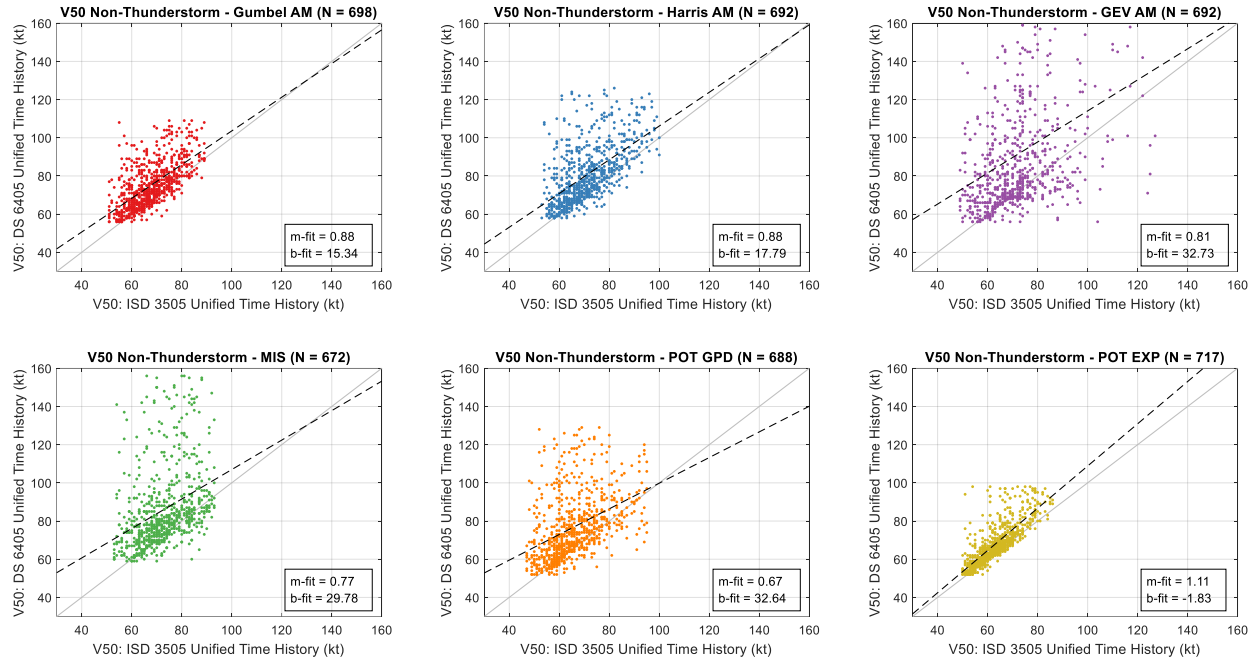 V50 Non-Thunderstorm - Gumbel AM (N = 698)
V50: DS 6405 Unified Time History (kt)
160
140
120
100
80
60
40
m-fit = 0.88
b-fit = 15.34
40 60 80 100 120 140 160
V50: ISD 3505 Unified Time History (kt)
V50 Non-Thunderstorm - Harris AM (N = 692)
V50: DS 6405 Unified Time History (kt)
160
140
120
100
80
60
40
m-fit = 0.88
b-fit = 17.79
40 60 80 100 120 140 160
V50: ISD 3505 Unified Time History (kt)
V50 Non-Thunderstorm - GEV AM (N = 692)
V50: DS 6405 Unified Time History (kt)
160
140
120
100
80
60
40
m-fit = 0.81
b-fit = 32.73
40 60 80 100 120 140 160
V50: ISD 3505 Unified Time History (kt)
V50 Non-Thunderstorm - MIS (N = 672)
V50: DS 6405 Unified Time History (kt)
160
140
120
100
80
60
40
m-fit = 0.77
b-fit = 29.78
40 60 80 100 120 140 160
V50: ISD 3505 Unified Time History (kt)
V50 Non-Thunderstorm - POT GPD (N = 688)
V50: DS 6405 Unified Time History (kt)
160
140
120
100
80
60
40
m-fit = 0.67
b-fit = 32.64
40 60 80 100 120 140 160
V50: ISD 3505 Unified Time History (kt)
V50 Non-Thunderstorm - POT EXP (N = 717)
V50: DS 6405 Unified Time History (kt)
160
140
120
100
80
60
40
m-fit = 1.11
b-fit = -1.83
40 60 80 100 120 140 160
V50: ISD 3505 Unified Time History (kt)